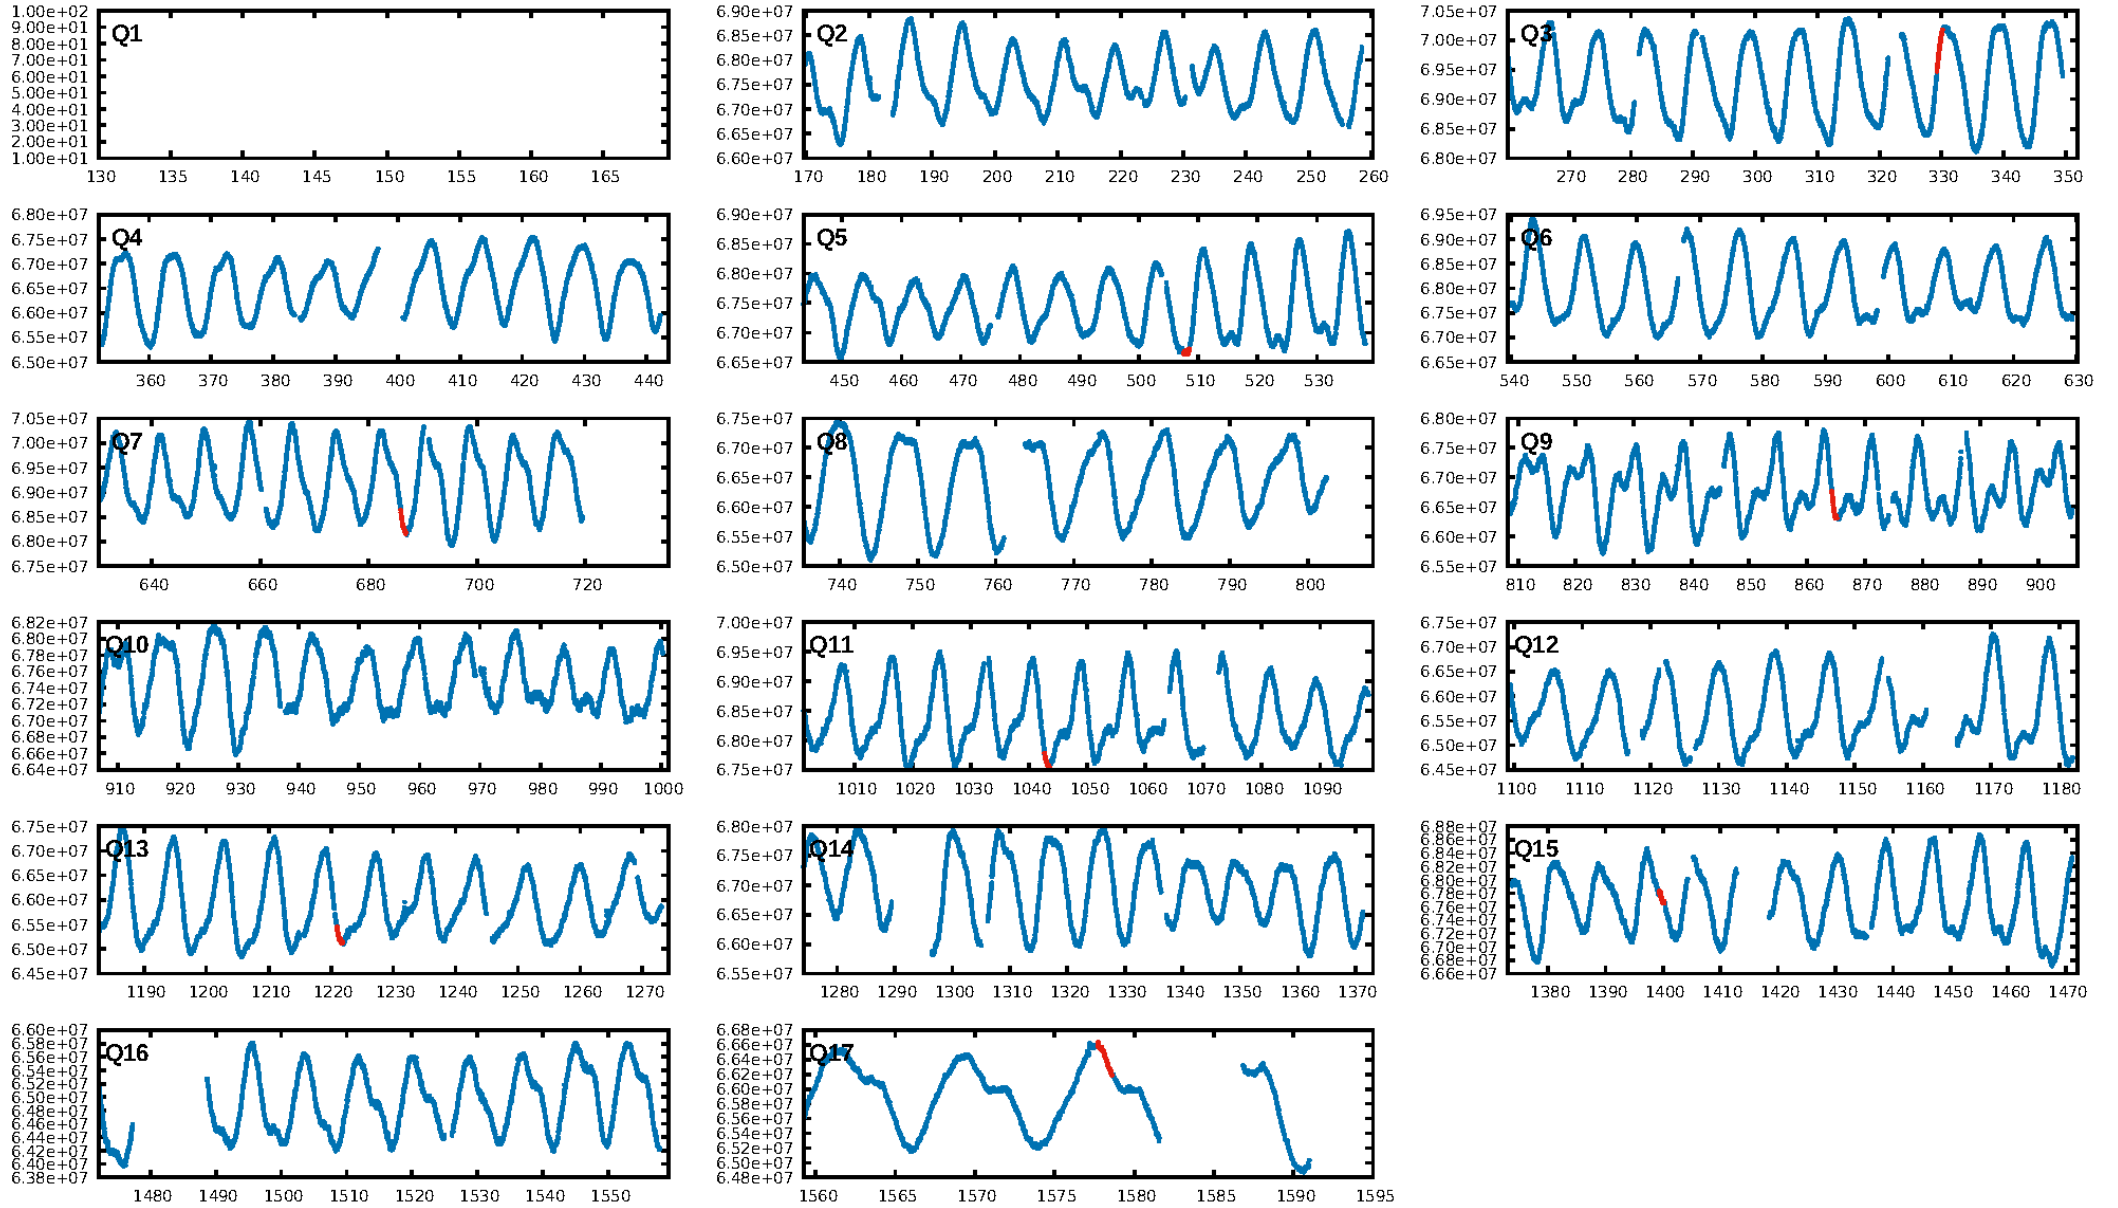 1.00e+02 9.00e+01 8.00e+01 7.00e+01 6.00e+01 5.00e+01 4.00e+01 3.00e+01 2.00e+01 1.00e+01
Q1
130 135 140 145 150 155 160 165
6.90e+07 6.85e+07 6.80e+07 6.75e+07 6.70e+07 6.65e+07 6.60e+07
Q2
170 180 190 200 210 220 230 240 250 260
7.05e+07 7.00e+07 6.95e+07 6.90e+07 6.85e+07 6.80e+07
Q3
270 280 290 300 310 320 330 340 350
6.80e+07 6.75e+07 6.70e+07 6.65e+07 6.60e+07 6.55e+07 6.50e+07
Q4
360 370 380 390 400 410 420 430 440
6.90e+07 6.85e+07 6.80e+07 6.75e+07 6.70e+07 6.65e+07
Q5
450 460 470 480 490 500 510 520 530
6.95e+07 6.90e+07 6.85e+07 6.80e+07 6.75e+07 6.70e+07 6.65e+07
Q6
540 550 560 570 580 590 600 610 620 630
7.05e+07 7.00e+07 6.95e+07 6.90e+07 6.85e+07 6.80e+07 6.75e+07
Q7
640 660 680 700 720
6.75e+07 6.70e+07 6.65e+07 6.60e+07 6.55e+07 6.50e+07
Q8
740 750 760 770 780 790 800
6.80e+07 6.75e+07 6.70e+07 6.65e+07 6.60e+07 6.55e+07
Q9
810 820 830 840 850 860 870 880 890 900
6.82e+07 6.80e+07 6.78e+07 6.76e+07 6.74e+07 6.72e+07 6.70e+07 6.68e+07 6.66e+07 6.64e+07
Q10
910 920 930 940 950 960 970 980 990 1000
7.00e+07 6.95e+07 6.90e+07 6.85e+07 6.80e+07 6.75e+07
Q11
1010 1020 1030 1040 1050 1060 1070 1080 1090
6.75e+07 6.70e+07 6.65e+07 6.60e+07 6.55e+07 6.50e+07 6.45e+07
Q12
1100 1110 1120 1130 1140 1150 1160 1170 1180
6.75e+07 6.70e+07 6.65e+07 6.60e+07 6.55e+07 6.50e+07 6.45e+07
Q13
1190 1200 1210 1220 1230 1240 1250 1260 1270
6.80e+07 6.75e+07 6.70e+07 6.65e+07 6.60e+07 6.55e+07
Q14
1280 1290 1300 1310 1320 1330 1340 1350 1360 1370
6.88e+07 6.86e+07 6.84e+07 6.82e+07 6.80e+07 6.78e+07 6.76e+07 6.74e+07 6.72e+07 6.70e+07 6.68e+07 6.66e+07
Q15
1380 1390 1400 1410 1420 1430 1440 1450 1460 1470
6.60e+07 6.58e+07 6.56e+07 6.54e+07 6.52e+07 6.50e+07 6.48e+07 6.46e+07 6.44e+07 6.42e+07 6.40e+07 6.38e+07
Q16
1480 1490 1500 1510 1520 1530 1540 1550
6.68e+07 6.66e+07 6.64e+07 6.62e+07 6.60e+07 6.58e+07 6.56e+07 6.54e+07 6.52e+07 6.50e+07 6.48e+07
Q17
1560 1565 1570 1575 1580 1585 1590 1595